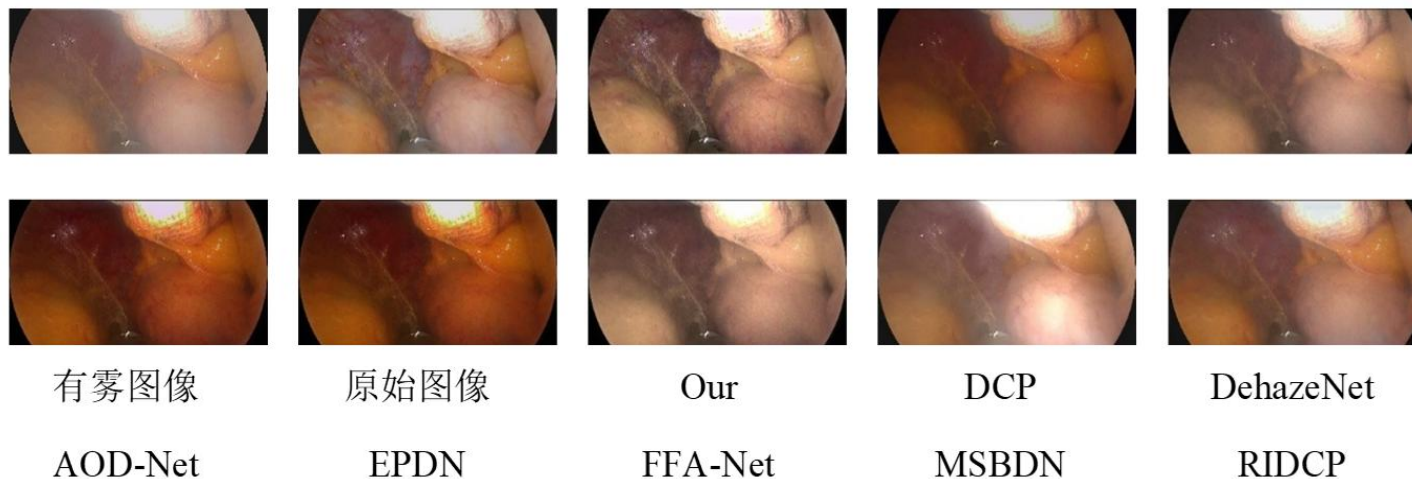 有雾图像 原始图像 Our DCP DehazeNet
AOD-Net EPDN FFA-Net MSBDN RIDCP